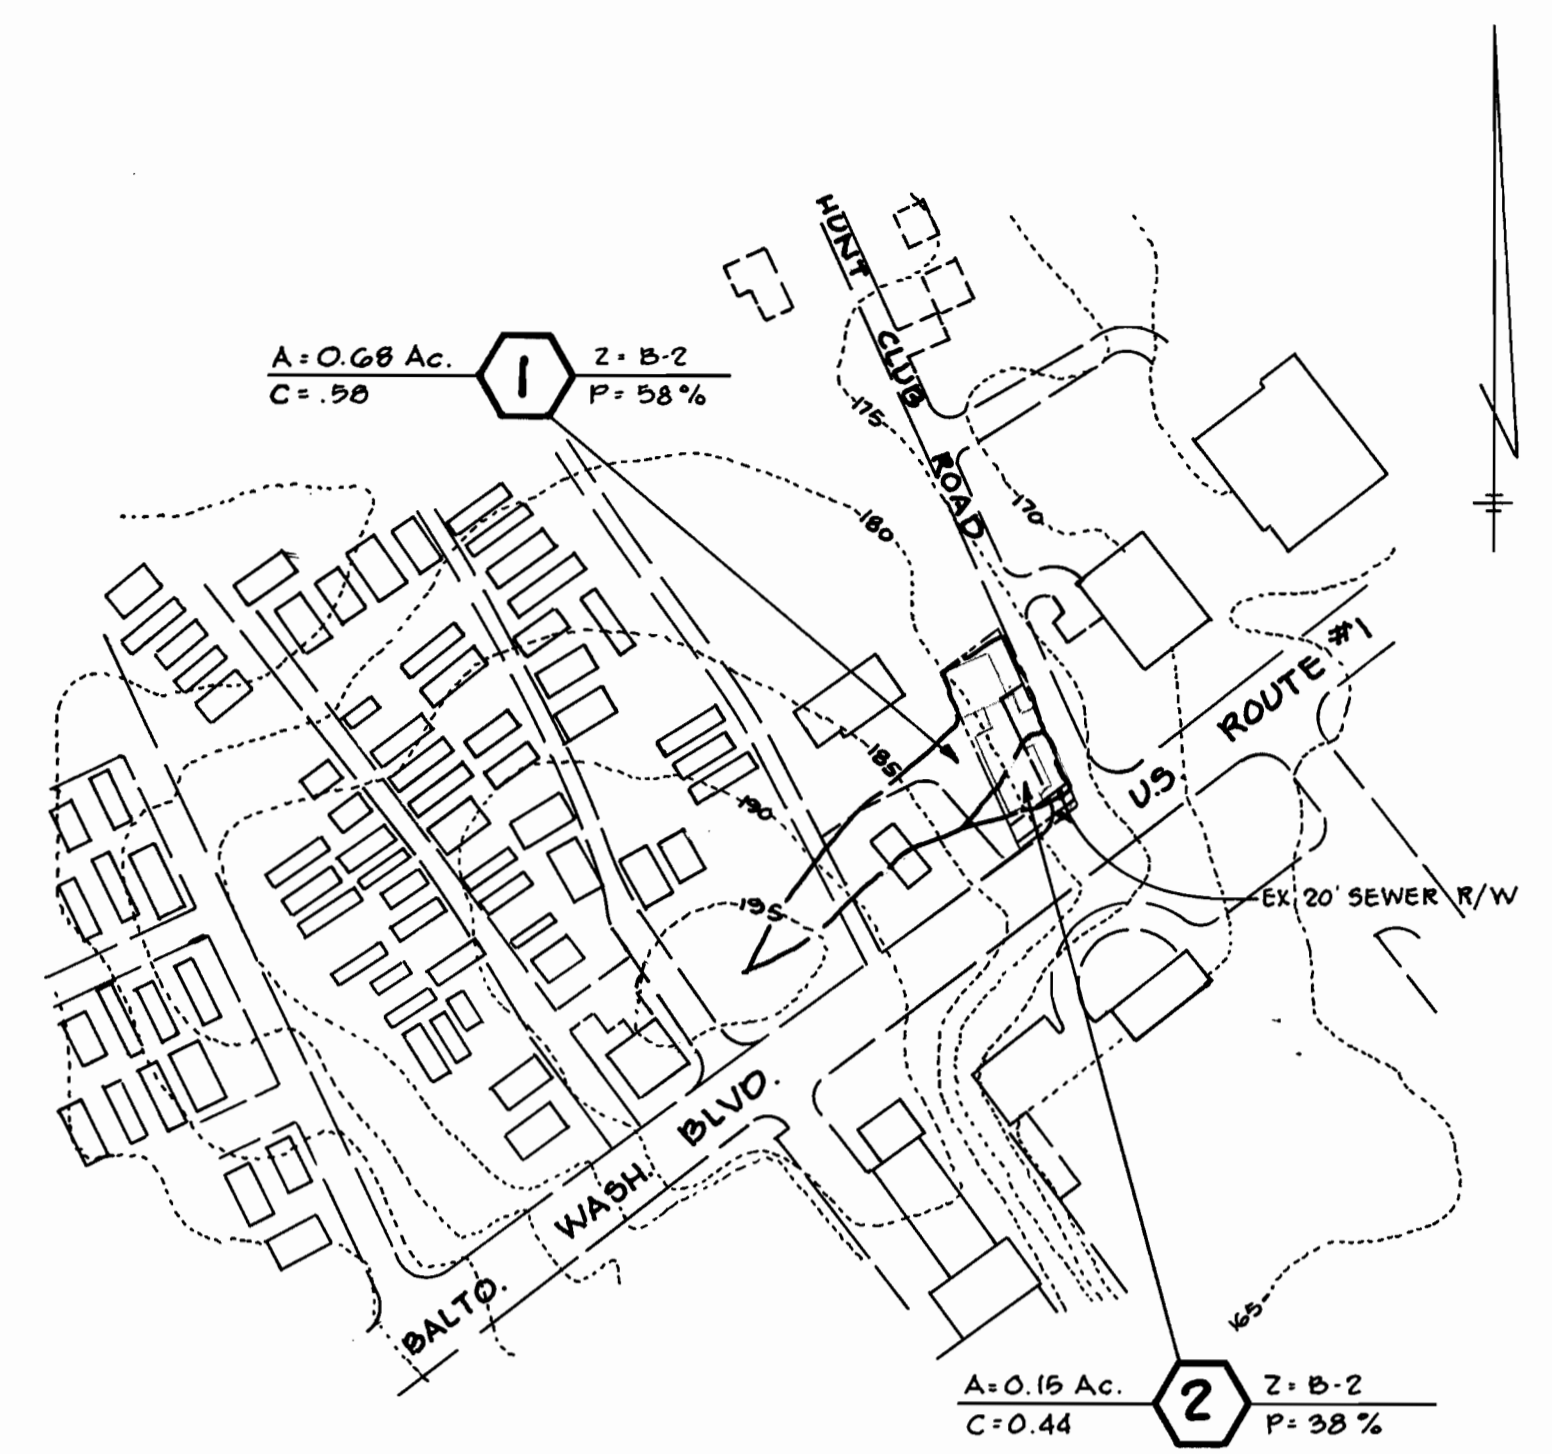 HUNT CLUB ROAD
A = 0.68 Ac.
C = .58
1
Z = B-2
P = 58%
175
170
180
185
190
195
U.S. ROUTE #1
EX. 20' SEWER R/W
BALTO. WASH. BLVD.
165
A = 0.15 Ac.
C = 0.44
2
Z = B-2
P = 38%